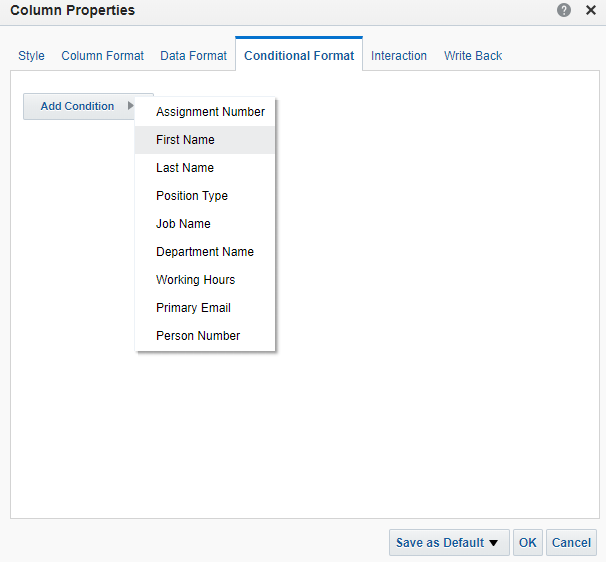 Column Properties
Style Column Format Data Format Conditional Format Interaction Write Back
Add Condition
Assignment Number
First Name
Last Name
Position Type
Job Name
Department Name
Working Hours
Primary Email
Person Number
Save as Default OK Cancel